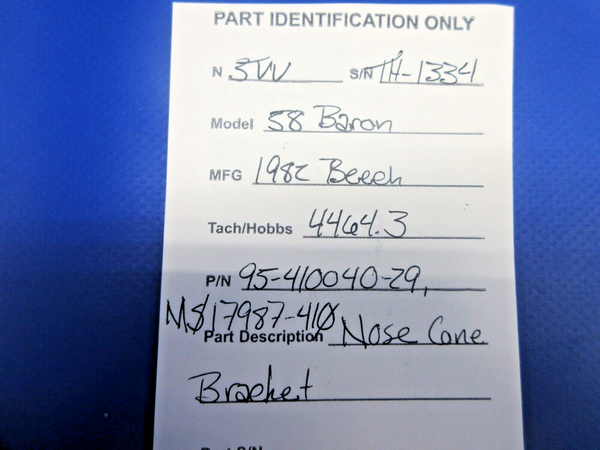 PART IDENTIFICATION ONLY
N 3VV S/N TH-1334
Model 58 Baron
MFG 1982 Beech
Tach/Hobbs 4464.3
P/N 95-410040-29,
MS17987-410
Part Description Nose Cone
Bracket